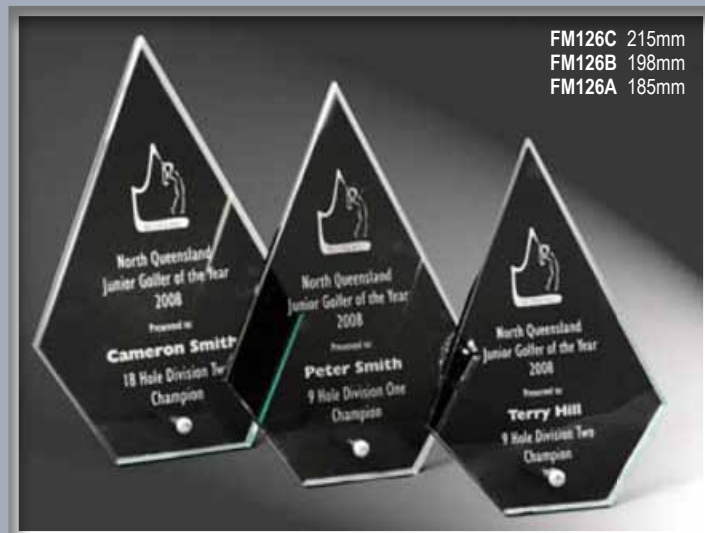 FM126C 215mm
FM126B 198mm
FM126A 185mm
North Queensland
Junior Golfer of the Year
2008
Presented to:
Cameron Smith
18 Hole Division Two
Champion
North Queensland
Junior Golfer of the Year
2008
Presented to:
Peter Smith
9 Hole Division One
Champion
North Queensland
Junior Golfer of the Year
2008
Presented to:
Terry Hill
9 Hole Division Two
Champion